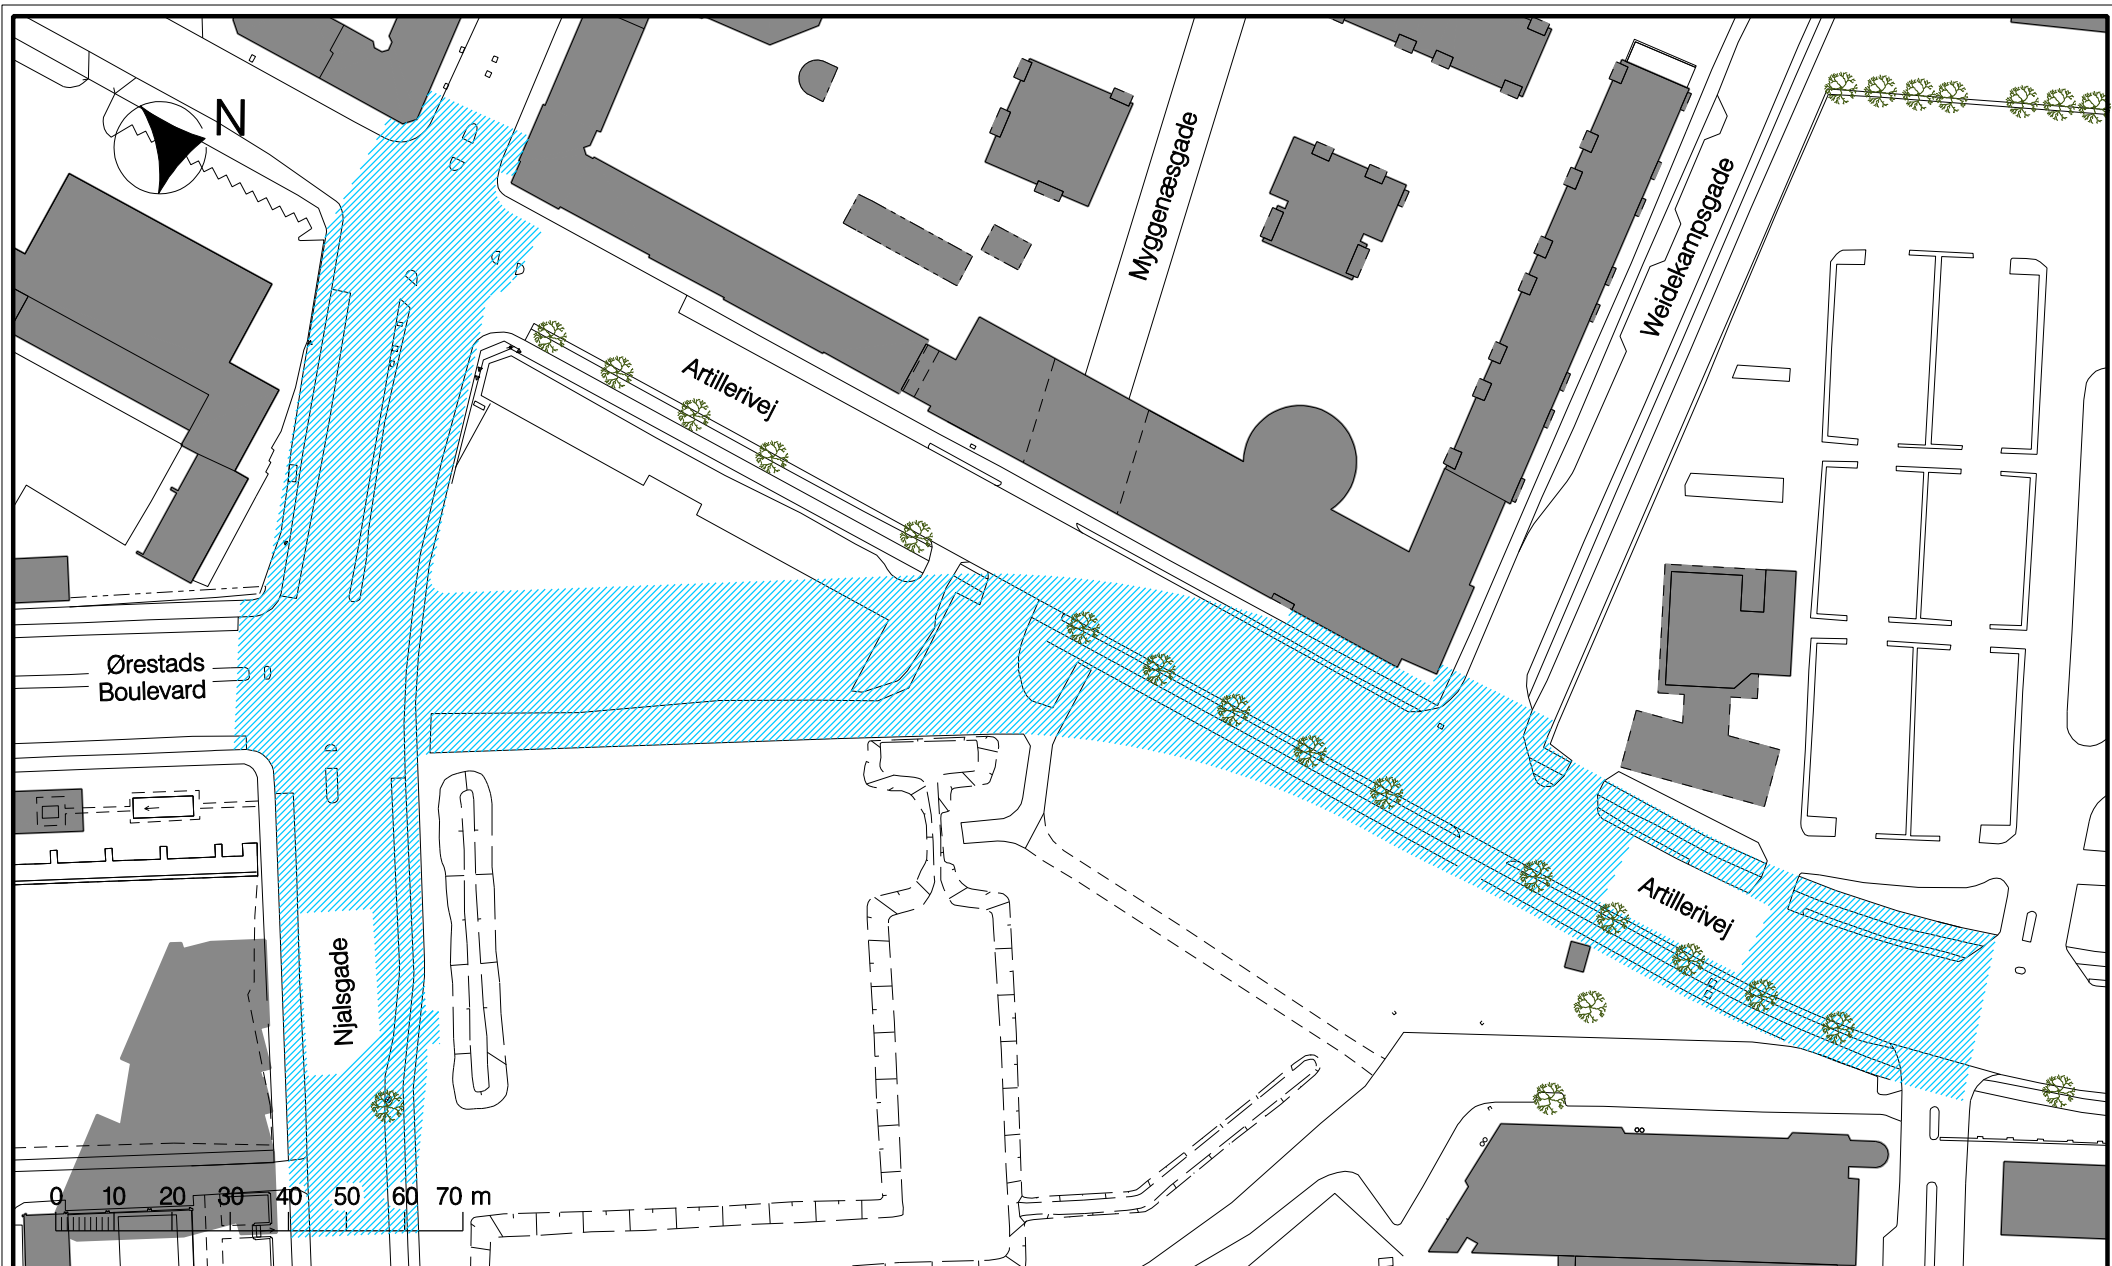 N
Myggenæsgade
Weidekampsgade
Artillerivej
Ørestads
Boulevard
Artillerivej
Njalsgade
0 10 20 30 40 50 60 70 m